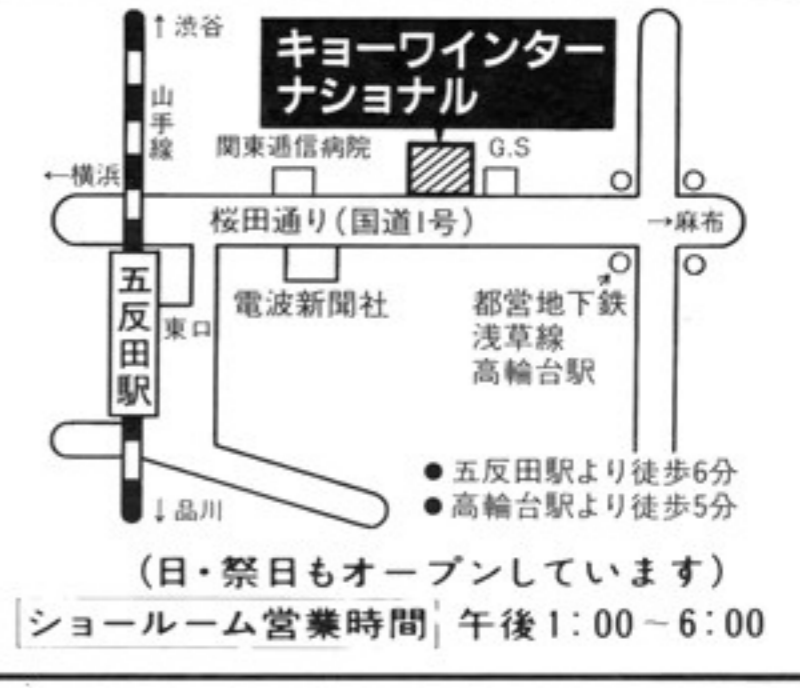 ↑渋谷
キョーワインター
ナショナル
山手線
関東逓信病院
G.S
←横浜
桜田通り(国道1号)
→麻布
五反田駅
東口
電波新聞社
都営地下鉄
浅草線
高輪台駅
●五反田駅より徒歩6分
●高輪台駅より徒歩5分
↓品川
(日・祭日もオープンしています)
ショールーム営業時間 午後1:00~6:00